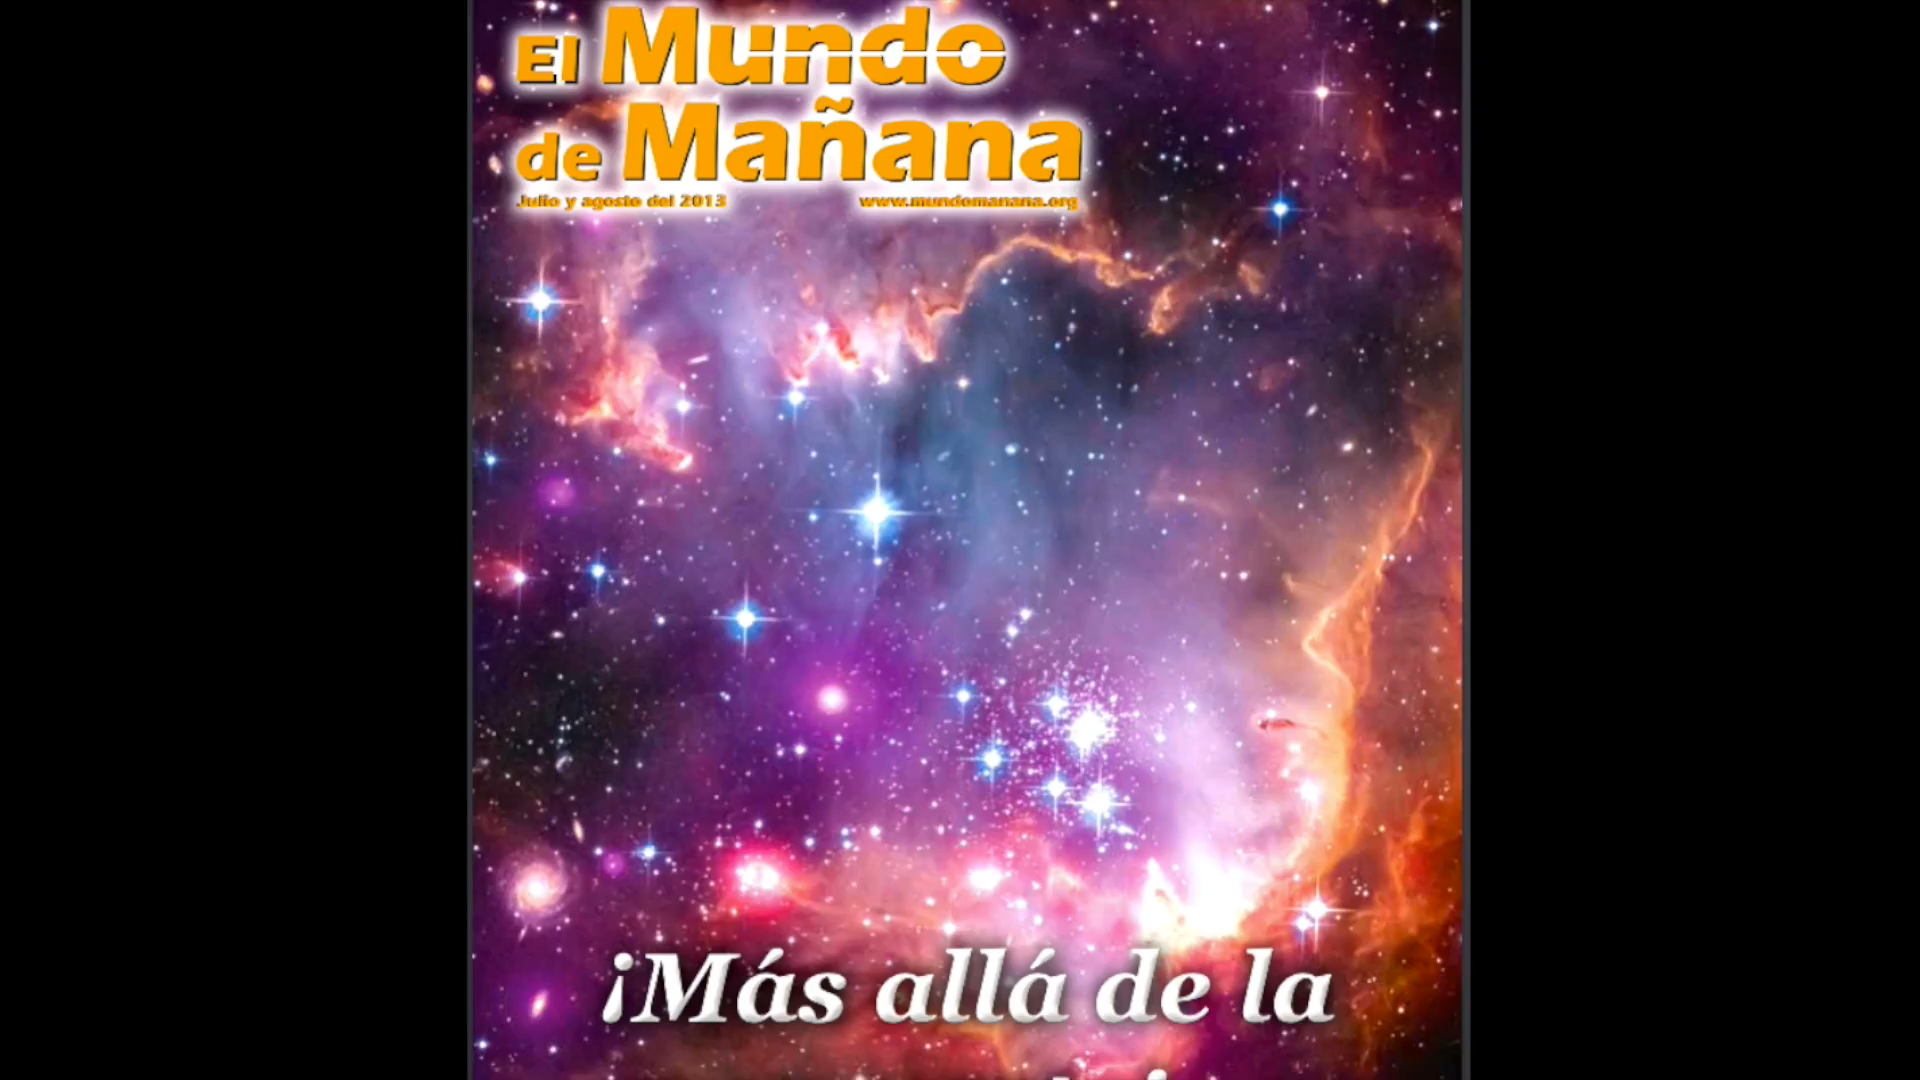 El Mundo
de Mañana
Julio y agosto del 2013 www.mundomanana.org
¡Más allá de la